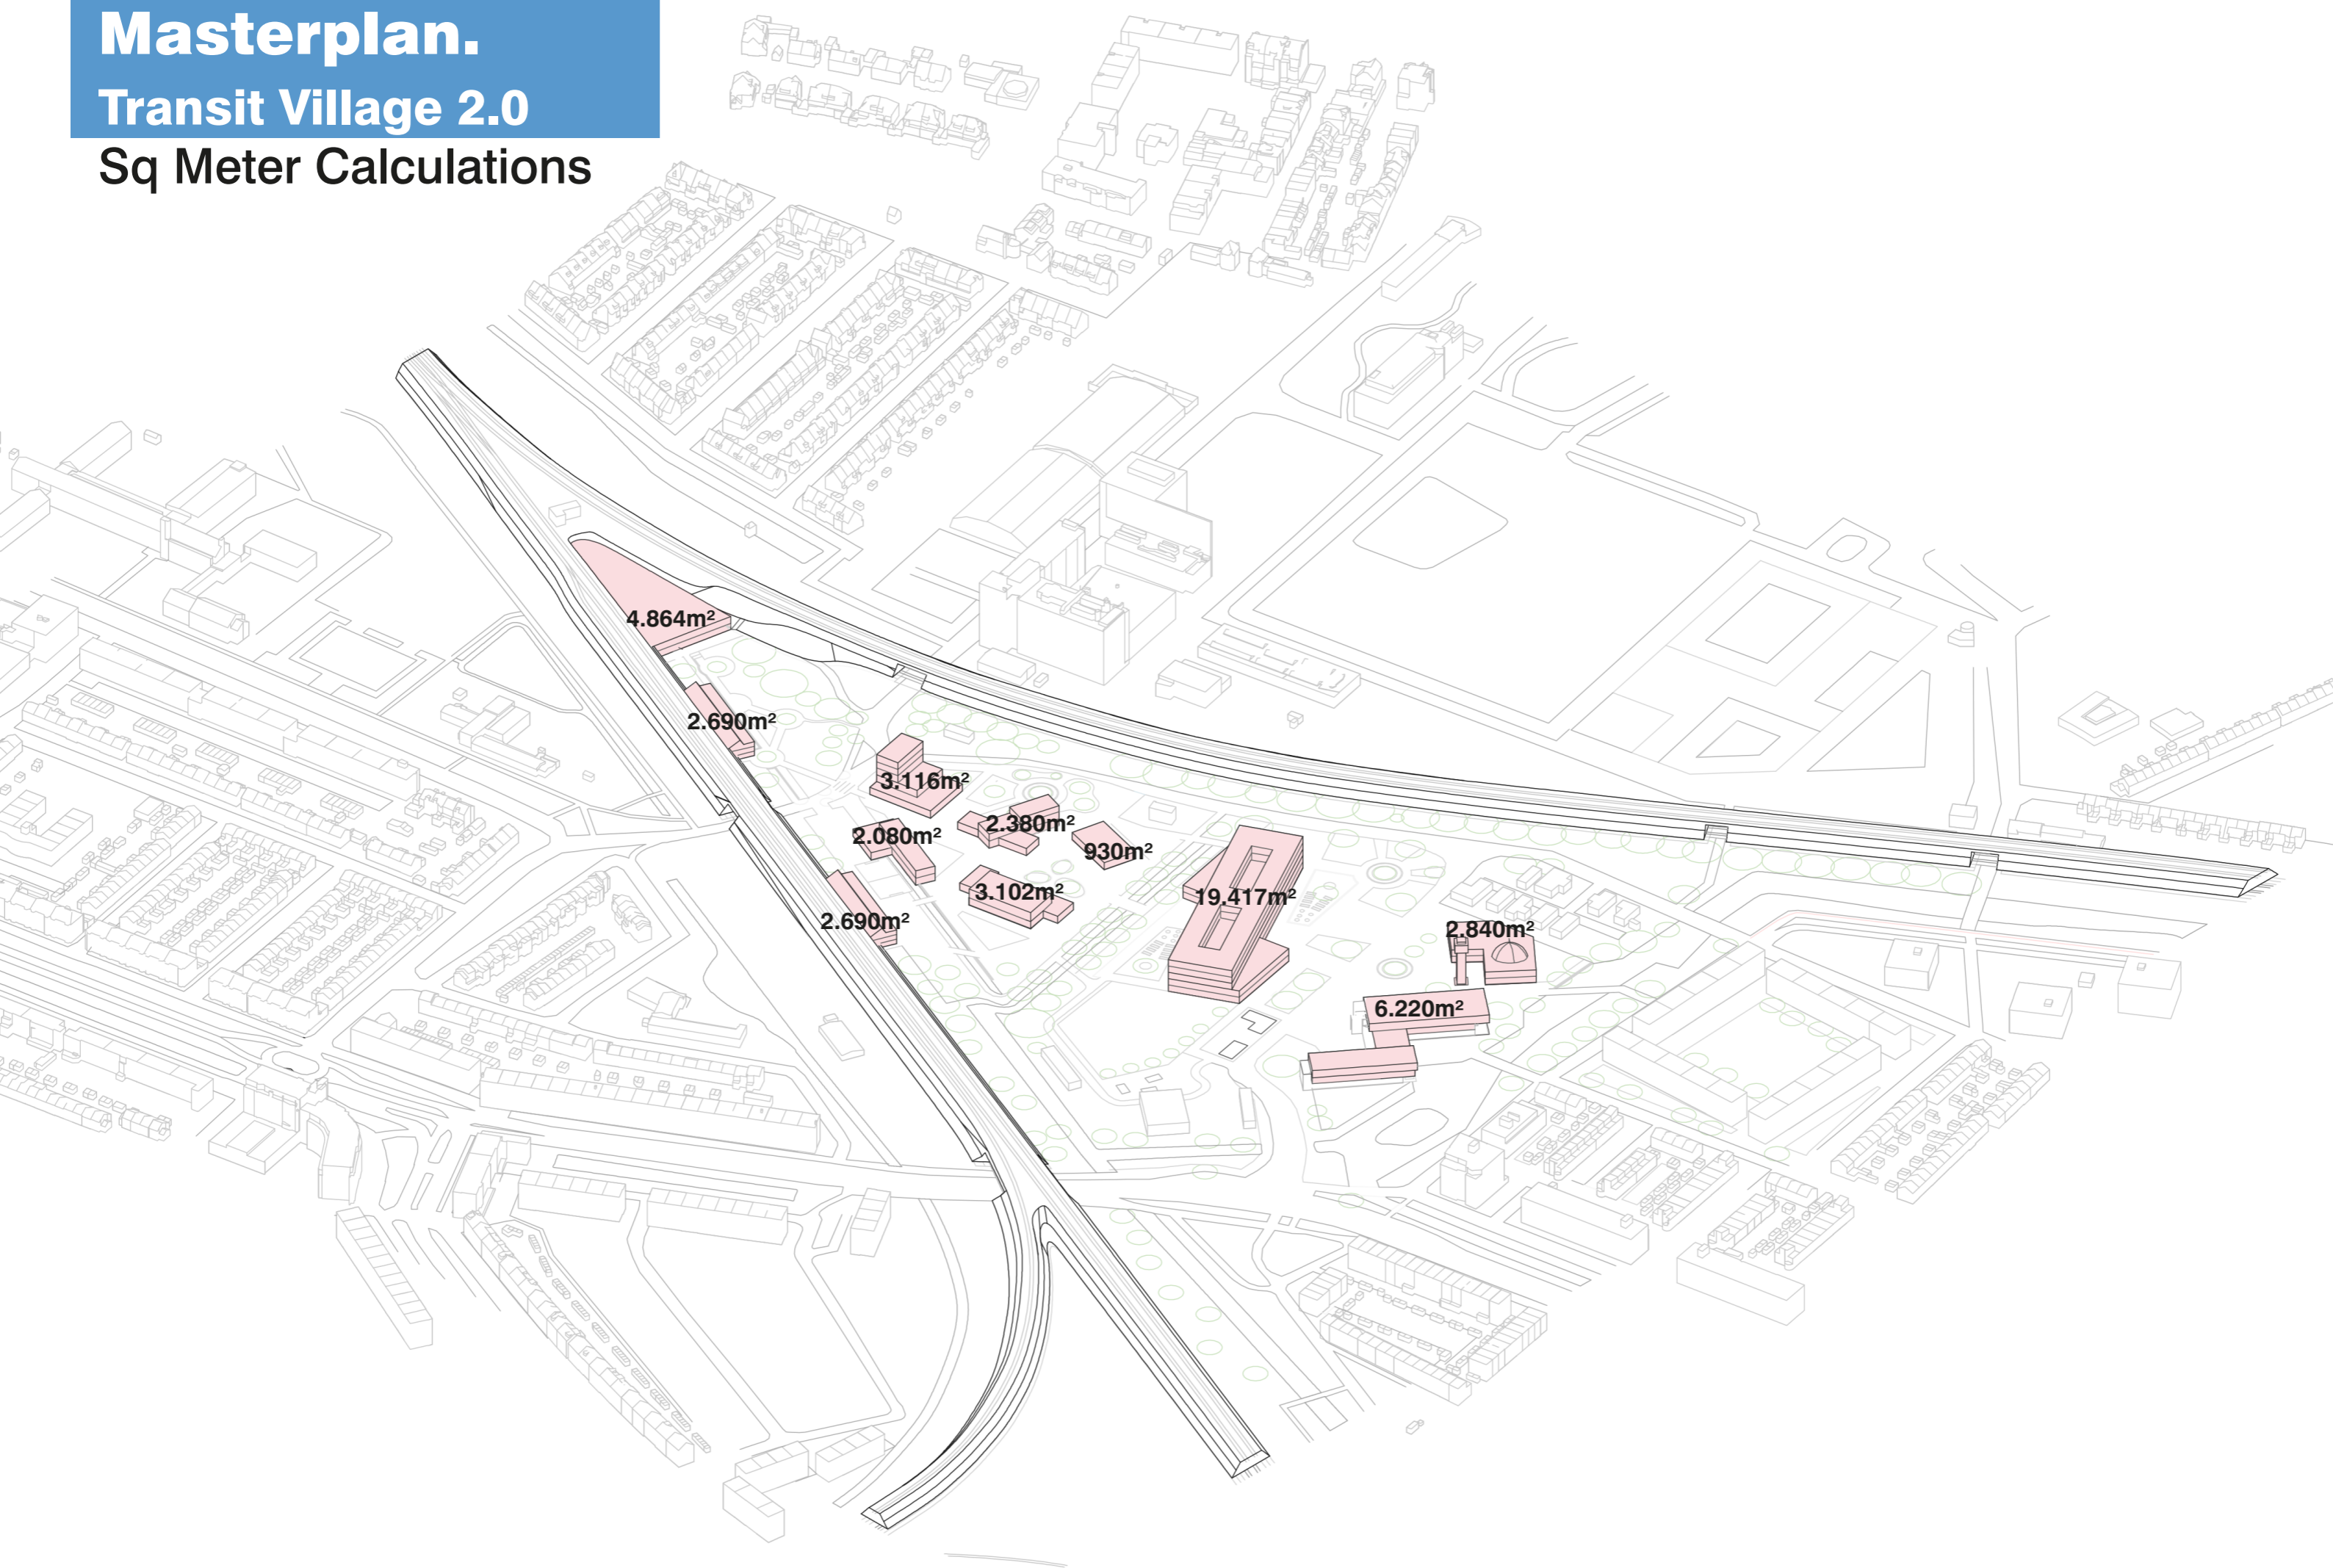 Masterplan.
Transit Village 2.0
Sq Meter Calculations
4.864m²
2.690m²
3.116m²
2.380m²
2.080m²
930m²
3.102m²
19.417m²
2.690m²
2.840m²
6.220m²